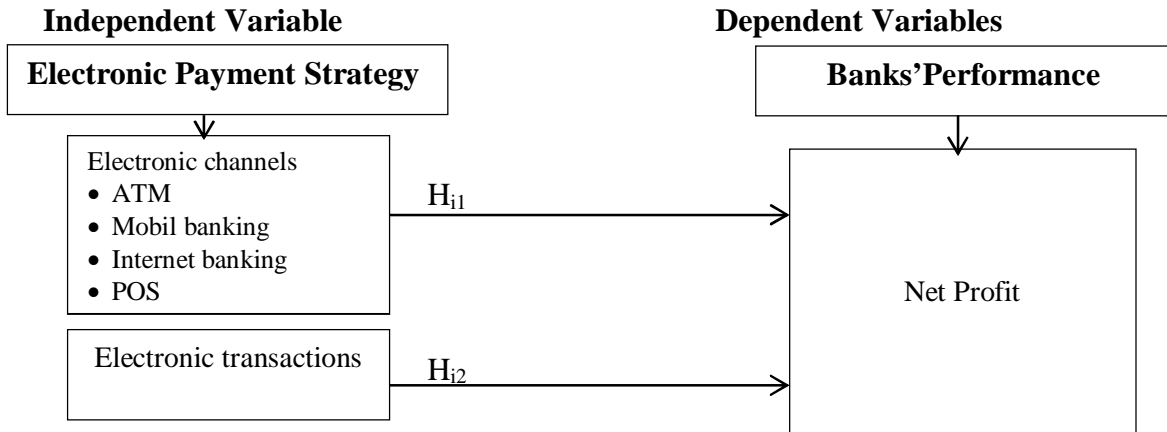 Independent Variable
Dependent Variables
Electronic Payment Strategy
Banks’Performance
Electronic channels
• ATM
• Mobil banking
• Internet banking
• POS
Hi1
Net Profit
Electronic transactions
Hi2